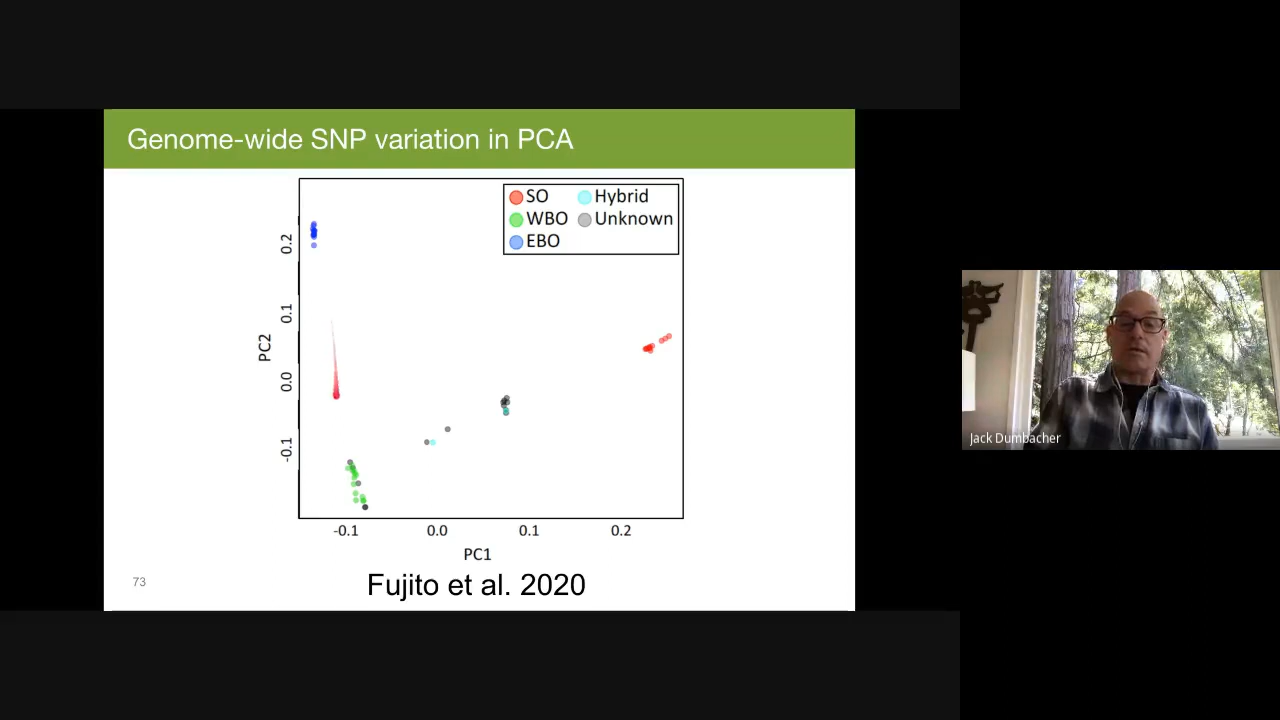 Genome-wide SNP variation in PCA
SO
Hybrid
WBO
Unknown
EBO
0.2
0.1
0.0
-0.1
PC2
-0.1
0.0
0.1
0.2
PC1
73
Fujito et al. 2020
Jack Dumbacher